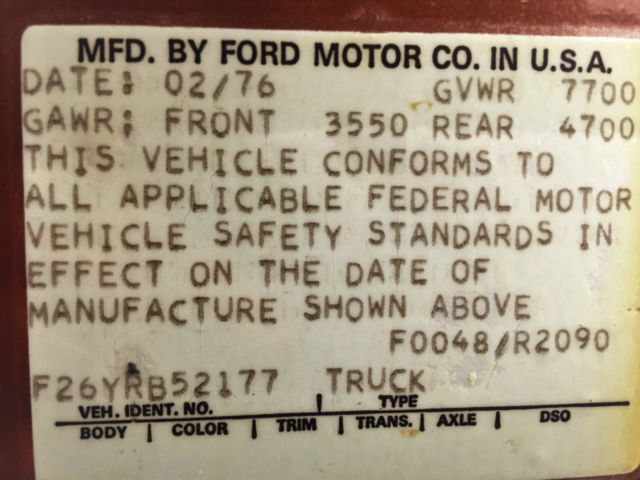 MFD. BY FORD MOTOR CO. IN U.S.A.
DATE: 02/76 GVWR 7700
GAWR: FRONT 3550 REAR 4700
THIS VEHICLE CONFORMS TO
ALL APPLICABLE FEDERAL MOTOR
VEHICLE SAFETY STANDARDS IN
EFFECT ON THE DATE OF
MANUFACTURE SHOWN ABOVE
F0048/R2090
F26YRB52177 TRUCK
VEH. IDENT. NO. | TYPE
BODY | COLOR | TRIM | TRANS. | AXLE | DSO